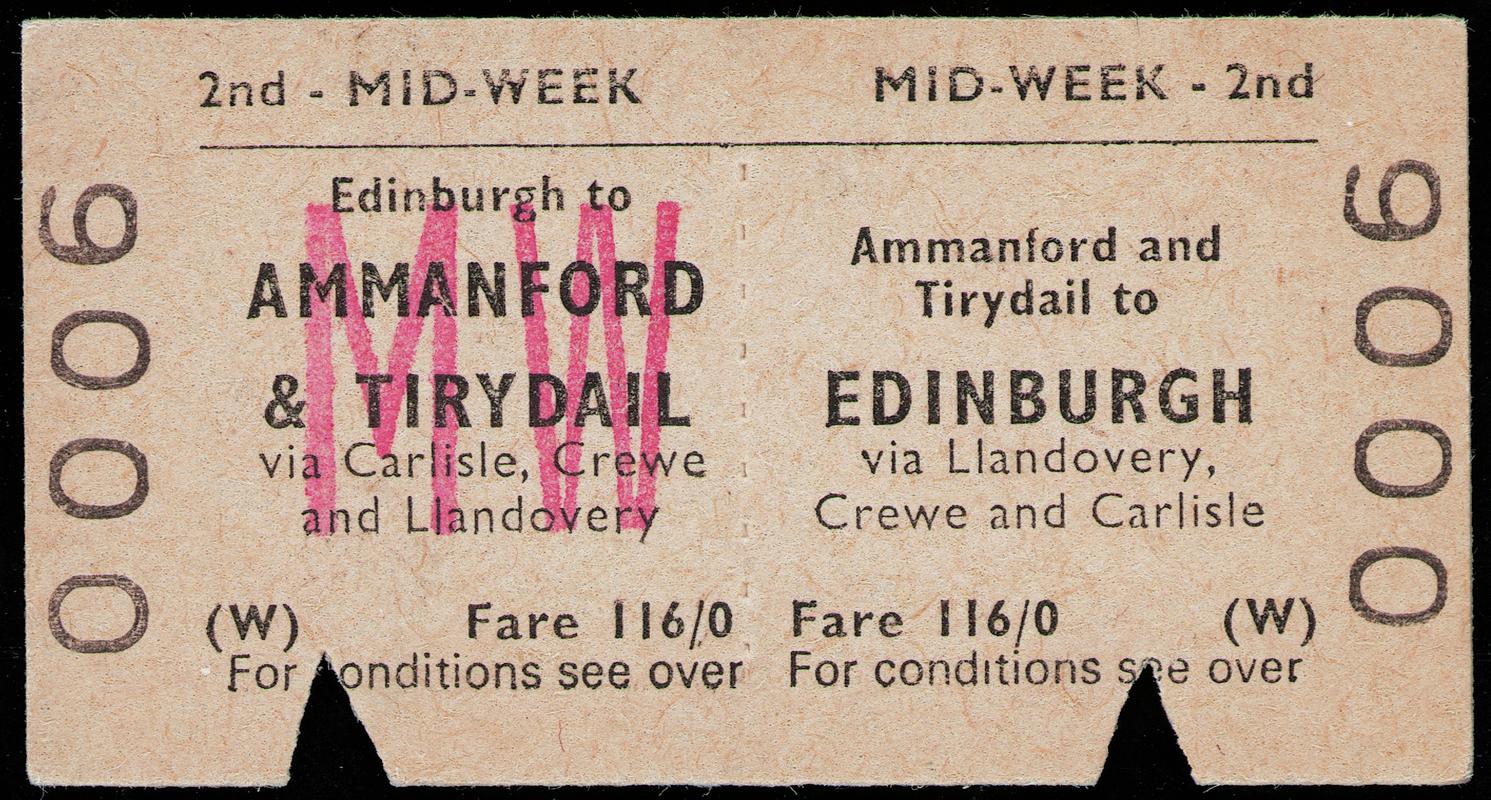 2nd - MID-WEEK
Edinburgh to
AMMANFORD
& TIRYDAIL
via Carlisle, Crewe
and Llandovery
(W) Fare 116/0
For conditions see over
MW
0006
MID-WEEK - 2nd
Ammanford and
Tirydail to
EDINBURGH
via Llandovery,
Crewe and Carlisle
Fare 116/0 (W)
For conditions see over
0006